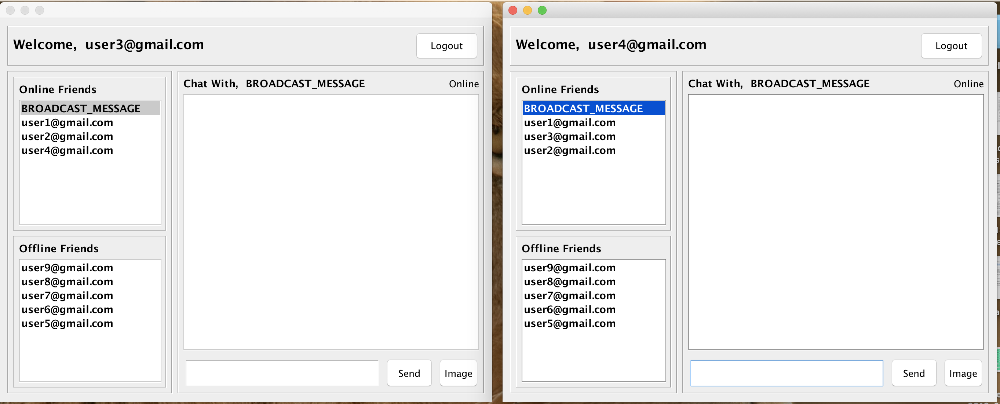 Welcome, user3@gmail.com
Logout
Online Friends
BROADCAST_MESSAGE
user1@gmail.com
user2@gmail.com
user4@gmail.com
Offline Friends
user9@gmail.com
user8@gmail.com
user7@gmail.com
user6@gmail.com
user5@gmail.com
Chat With, BROADCAST_MESSAGE
Online
Send
Image
Welcome, user4@gmail.com
Logout
Online Friends
BROADCAST_MESSAGE
user1@gmail.com
user3@gmail.com
user2@gmail.com
Offline Friends
user9@gmail.com
user8@gmail.com
user7@gmail.com
user6@gmail.com
user5@gmail.com
Chat With, BROADCAST_MESSAGE
Online
Send
Image